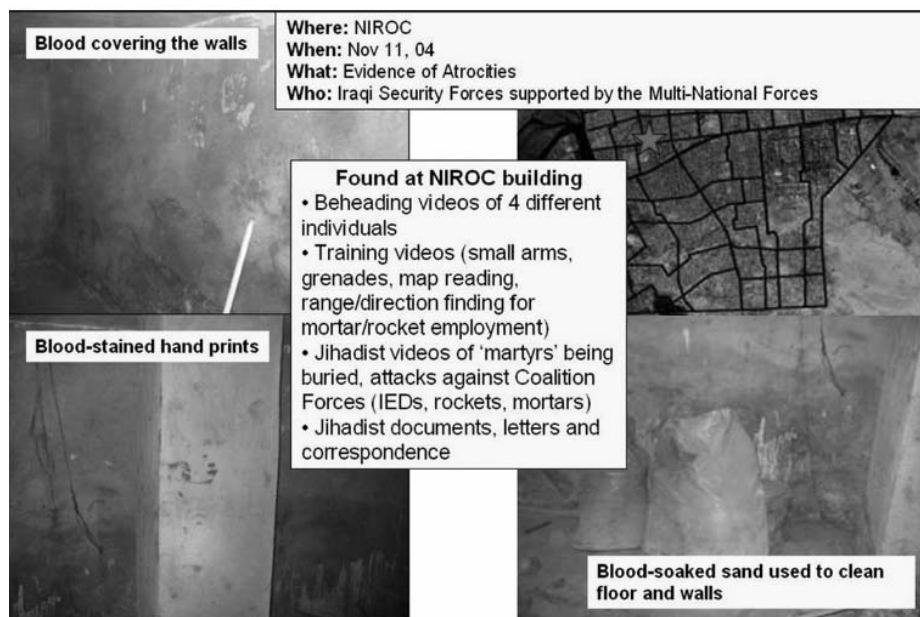 Blood covering the walls
Where: NIROC
When: Nov 11, 04
What: Evidence of Atrocities
Who: Iraqi Security Forces supported by the Multi-National Forces
Found at NIROC building
• Beheading videos of 4 different
individuals
• Training videos (small arms,
grenades, map reading,
range/direction finding for
mortar/rocket employment)
• Jihadist videos of ‘martyrs’ being
buried, attacks against Coalition
Forces (IEDs, rockets, mortars)
• Jihadist documents, letters and
correspondence
Blood-stained hand prints
Blood-soaked sand used to clean
floor and walls